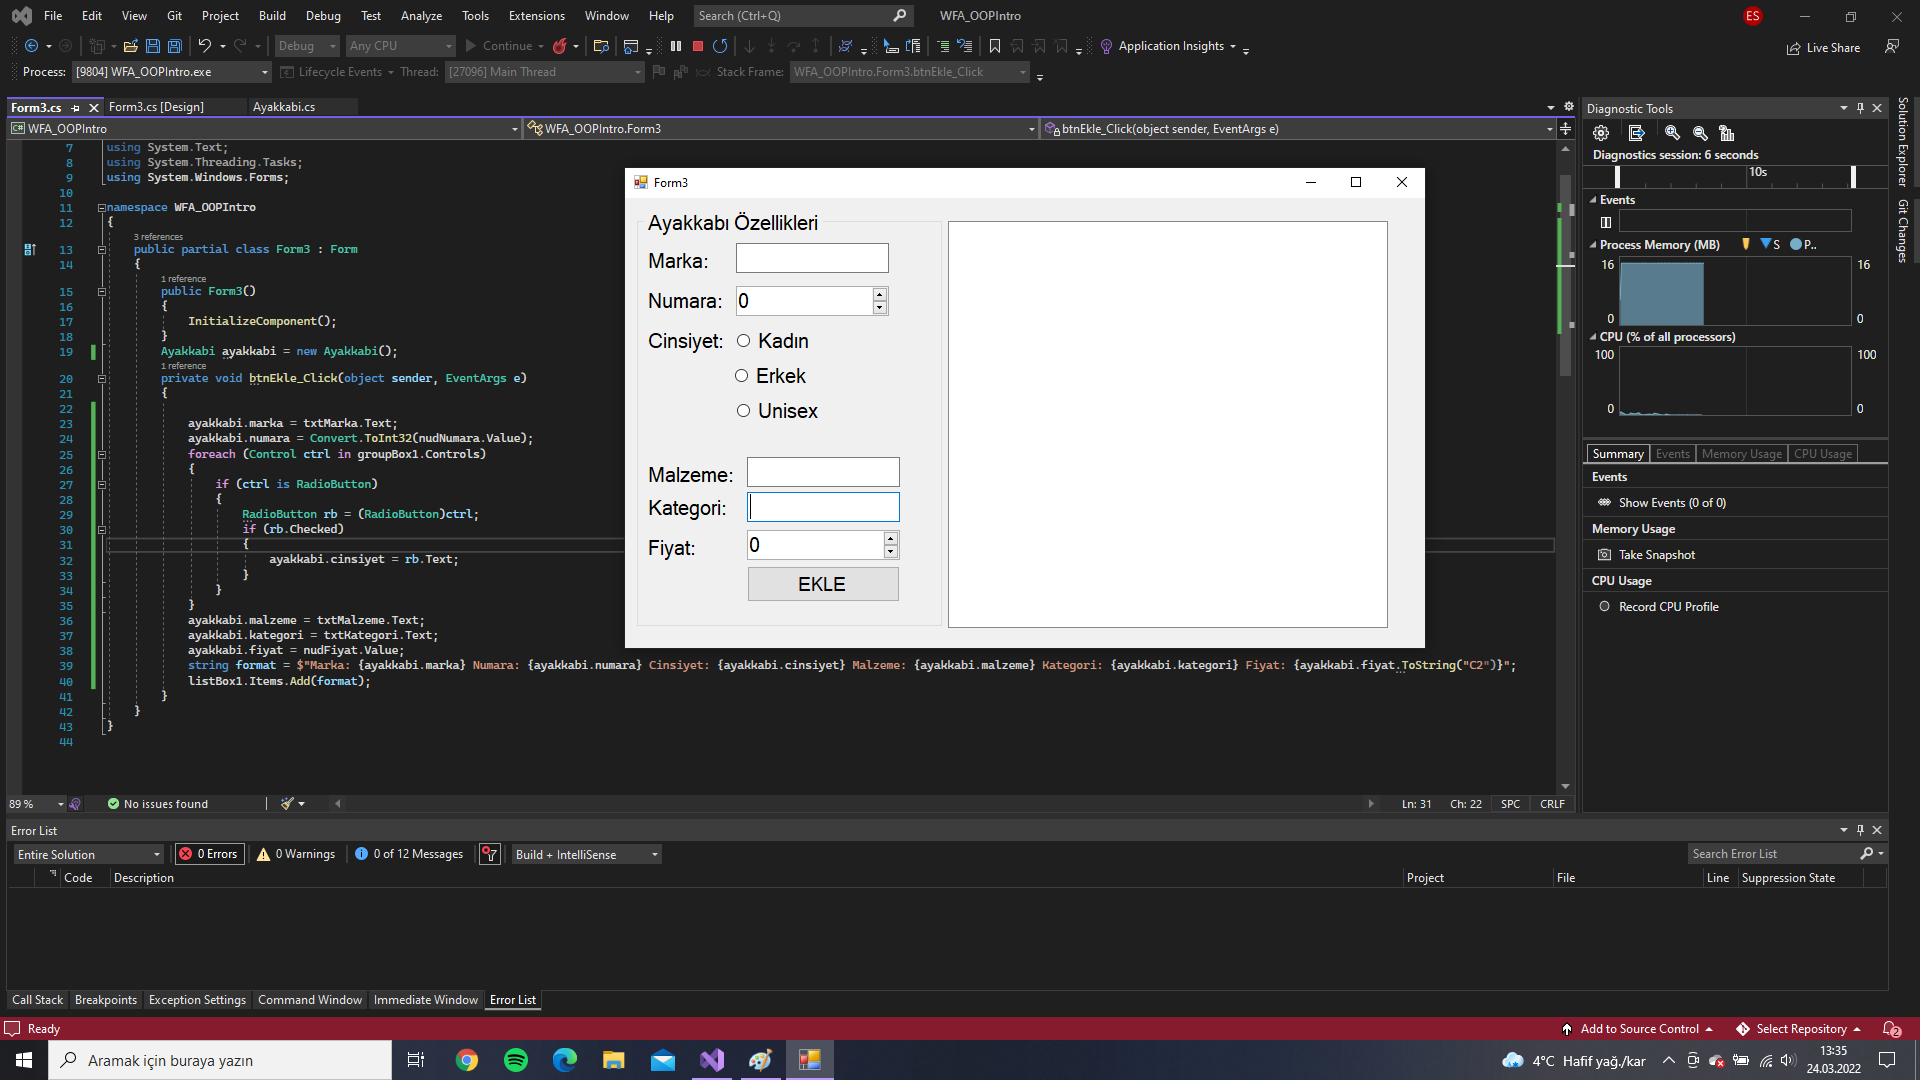 File Edit View Git Project Build Debug Test Analyze Tools Extensions Window Help Search (Ctrl+Q) WFA_OOPIntro ES
Debug Any CPU Continue Application Insights Live Share
Process: [9804] WFA_OOPIntro.exe Lifecycle Events Thread: [27096] Main Thread Stack Frame: WFA_OOPIntro.Form3.btnEkle_Click
Form3.cs Form3.cs [Design] Ayakkabi.cs
WFA_OOPIntro WFA_OOPIntro.Form3 btnEkle_Click(object sender, EventArgs e)
7 using System.Text;
8 using System.Threading.Tasks;
9 using System.Windows.Forms;
10
11 namespace WFA_OOPIntro
12 {
3 references
13 public partial class Form3 : Form
14 {
1 reference
15 public Form3()
16 {
17 InitializeComponent();
18 }
19 Ayakkabi ayakkabi = new Ayakkabi();
1 reference
20 private void btnEkle_Click(object sender, EventArgs e)
21 {
22
23 ayakkabi.marka = txtMarka.Text;
24 ayakkabi.numara = Convert.ToInt32(nudNumara.Value);
25 foreach (Control ctrl in groupBox1.Controls)
26 {
27 if (ctrl is RadioButton)
28 {
29 RadioButton rb = (RadioButton)ctrl;
30 if (rb.Checked)
31 {
32 ayakkabi.cinsiyet = rb.Text;
33 }
34 }
35 }
36 ayakkabi.malzeme = txtMalzeme.Text;
37 ayakkabi.kategori = txtKategori.Text;
38 ayakkabi.fiyat = nudFiyat.Value;
39 string format = $"Marka: {ayakkabi.marka} Numara: {ayakkabi.numara} Cinsiyet: {ayakkabi.cinsiyet} Malzeme: {ayakkabi.malzeme} Kategori: {ayakkabi.kategori} Fiyat: {ayakkabi.fiyat.ToString("C2")}";
40 listBox1.Items.Add(format);
41 }
42 }
43 }
44
Form3
Ayakkabı Özellikleri
Marka:
Numara: 0
Cinsiyet: Kadın
Erkek
Unisex
Malzeme:
Kategori:
Fiyat: 0
EKLE
Diagnostic Tools
Diagnostics session: 6 seconds
10s
Events
Process Memory (MB) S P..
16 16
0 0
CPU (% of all processors)
100 100
0 0
Summary Events Memory Usage CPU Usage
Events
Show Events (0 of 0)
Memory Usage
Take Snapshot
CPU Usage
Record CPU Profile
Solution Explorer
Git Changes
89 % No issues found Ln: 31 Ch: 22 SPC CRLF
Error List
Entire Solution 0 Errors 0 Warnings 0 of 12 Messages Build + IntelliSense Search Error List
Code Description Project File Line Suppression State
Call Stack Breakpoints Exception Settings Command Window Immediate Window Error List
Ready Add to Source Control Select Repository 2
Aramak için buraya yazın 4°C Hafif yağ./kar 13:35
24.03.2022